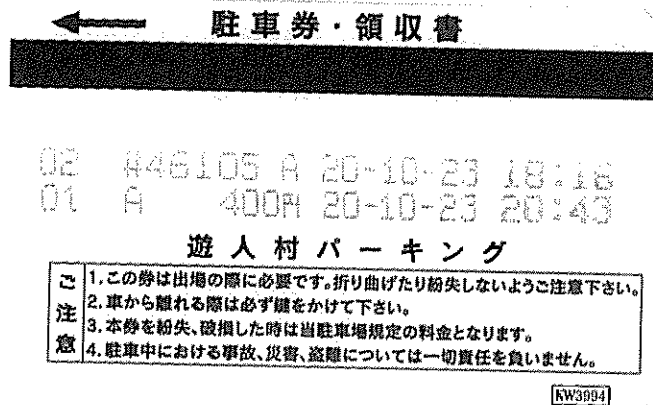 駐車券・領収書
02 #46105 A 20-10-23 18:16
01 A 400円 20-10-23 20:43
遊人村パーキング
ご注意
1.この券は出場の際に必要です。折り曲げたり紛失しないようご注意下さい。
2.車から離れる際は必ず鍵をかけて下さい。
3.本券を紛失、破損した時は当駐車場規定の料金となります。
4.駐車中における事故、災害、盗難については一切責任を負いません。
KW3994